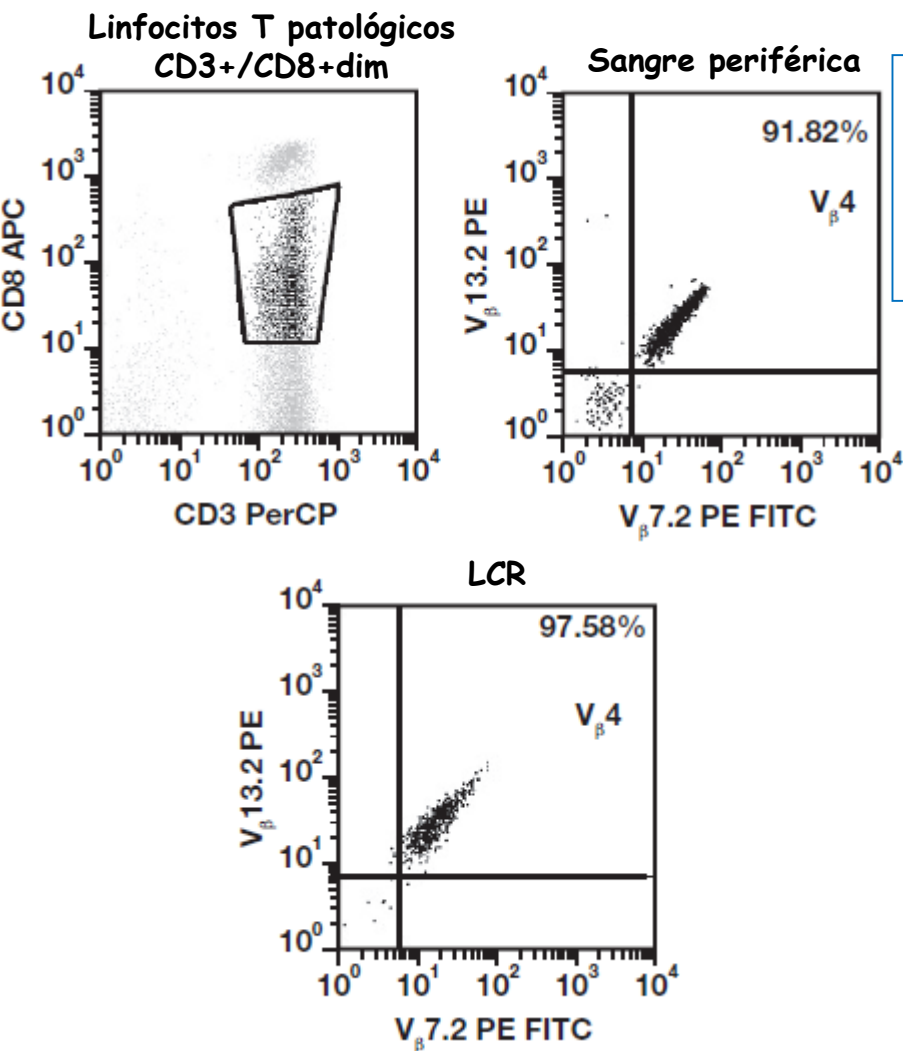 Linfocitos T patológicos
CD3+/CD8+dim
10⁴
10³
10²
10¹
10⁰
CD8 APC
10⁰ 10¹ 10² 10³ 10⁴
CD3 PerCP
Sangre periférica
91.82%
Vβ4
10⁴
10³
10²
10¹
10⁰
Vβ13.2 PE
10⁰ 10¹ 10² 10³ 10⁴
Vβ7.2 PE FITC
LCR
97.58%
Vβ4
10⁴
10³
10²
10¹
10⁰
Vβ13.2 PE
10⁰ 10¹ 10² 10³ 10⁴
Vβ7.2 PE FITC